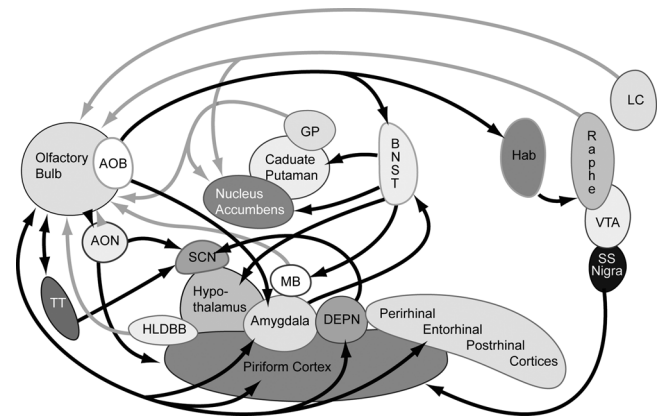 LC
GP
Olfactory
Bulb
AOB
Caduate
Putaman
B
N
S
T
Hab
R
a
p
h
e
Nucleus
Accumbens
VTA
AON
SCN
SS
Nigra
MB
TT
Hypo-
thalamus
HLDBB
Amygdala
DEPN
Perirhinal
Entorhinal
Postrhinal
Cortices
Piriform Cortex